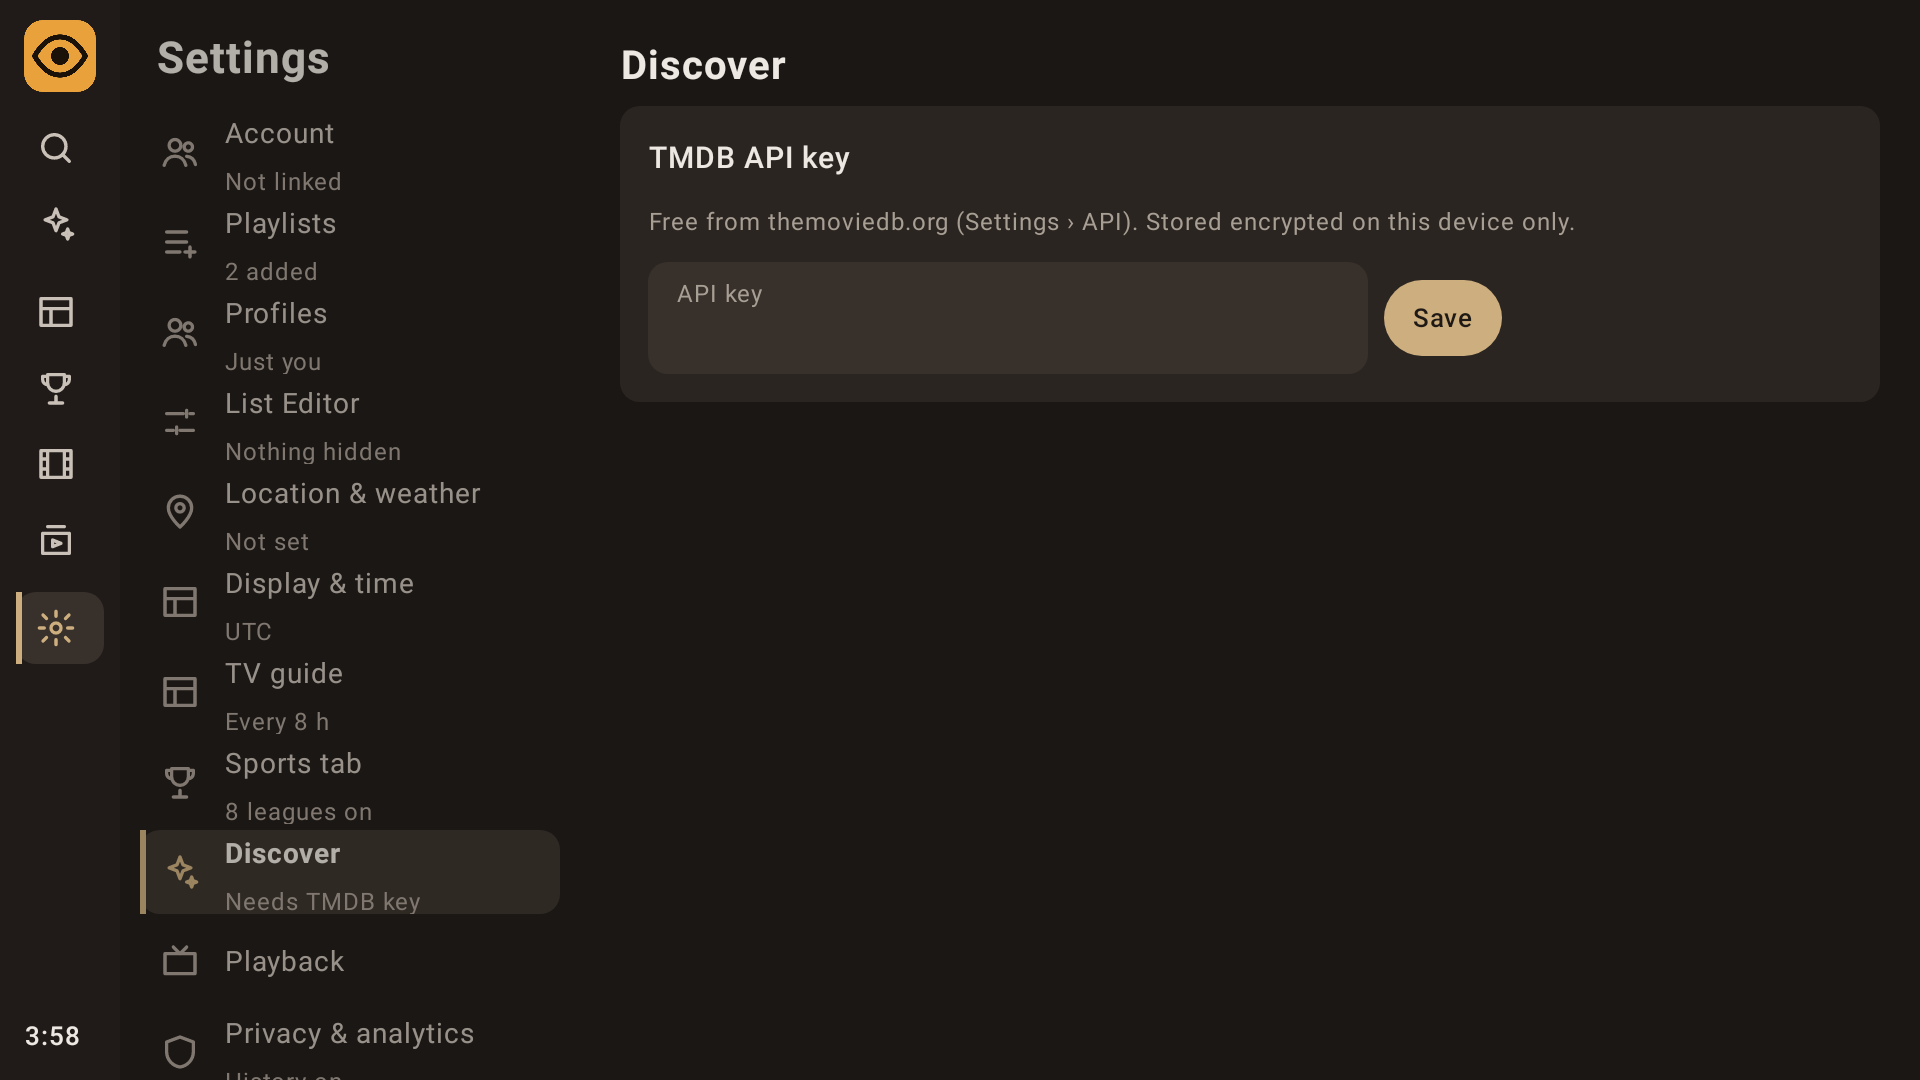 Settings
Account
Not linked
Playlists
2 added
Profiles
Just you
List Editor
Nothing hidden
Location & weather
Not set
Display & time
UTC
TV guide
Every 8 h
Sports tab
8 leagues on
Discover
Needs TMDB key
Playback
Privacy & analytics
History on
3:58
Discover
TMDB API key
Free from themoviedb.org (Settings › API). Stored encrypted on this device only.
API key
Save